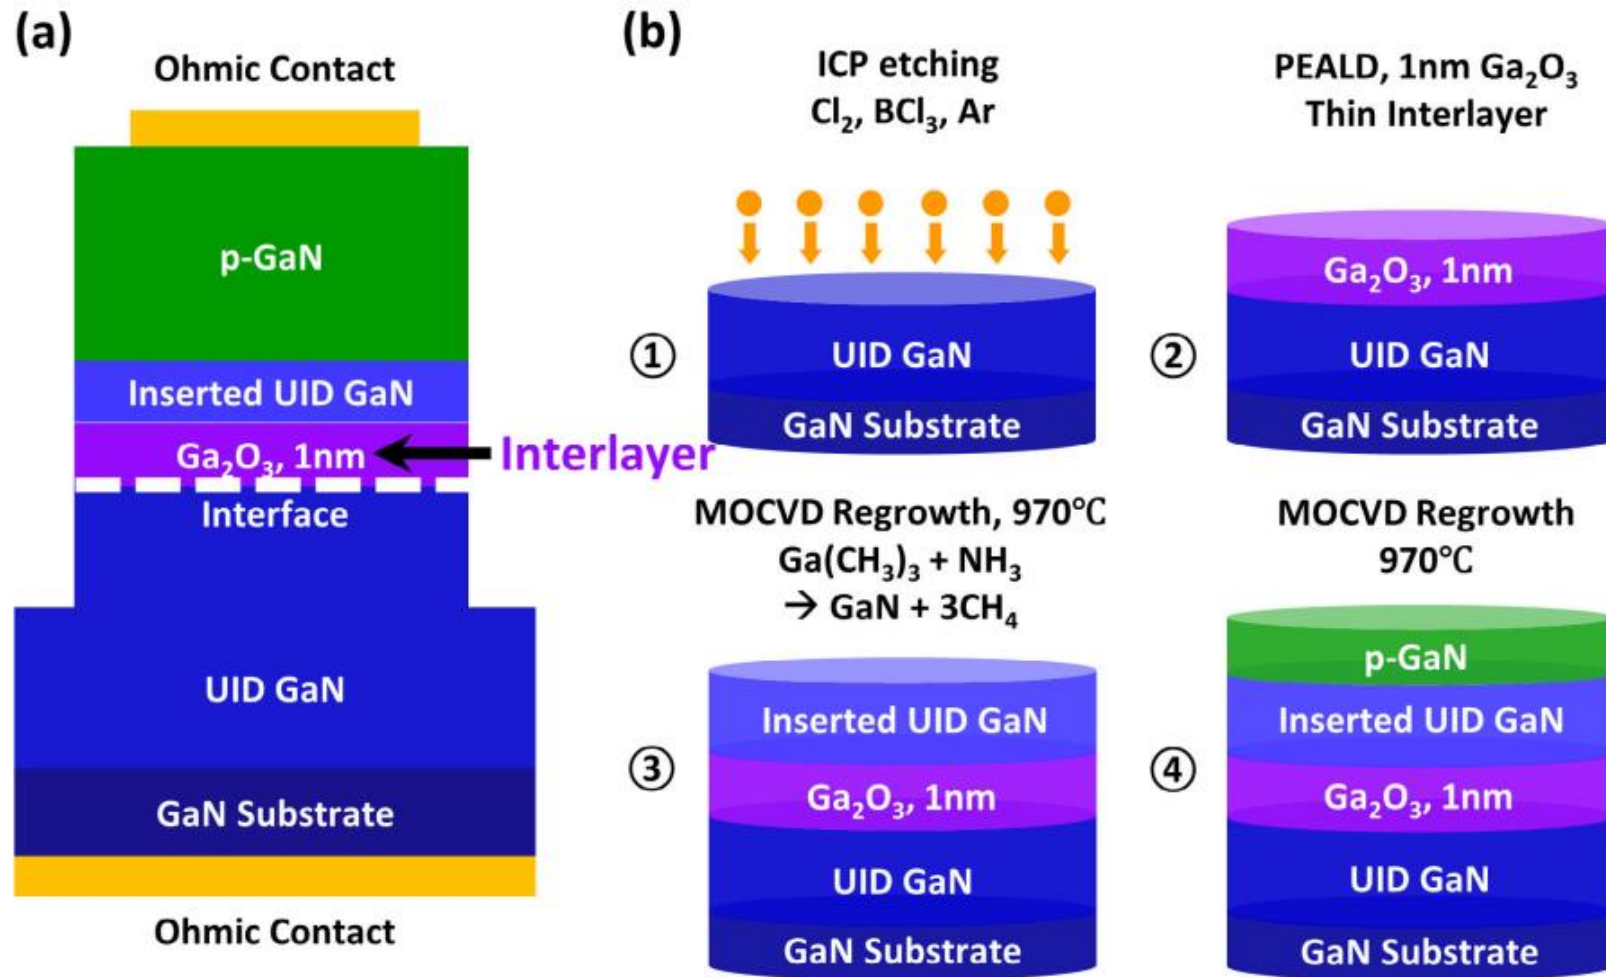 (a)
Ohmic Contact
p-GaN
Inserted UID GaN
Ga₂O₃, 1nm
Interlayer
Interface
UID GaN
GaN Substrate
Ohmic Contact
(b)
ICP etching
Cl₂, BCl₃, Ar
①
UID GaN
GaN Substrate
PEALD, 1nm Ga₂O₃
Thin Interlayer
②
Ga₂O₃, 1nm
UID GaN
GaN Substrate
MOCVD Regrowth, 970℃
Ga(CH₃)₃ + NH₃
→ GaN + 3CH₄
③
Inserted UID GaN
Ga₂O₃, 1nm
UID GaN
GaN Substrate
MOCVD Regrowth
970℃
④
p-GaN
Inserted UID GaN
Ga₂O₃, 1nm
UID GaN
GaN Substrate